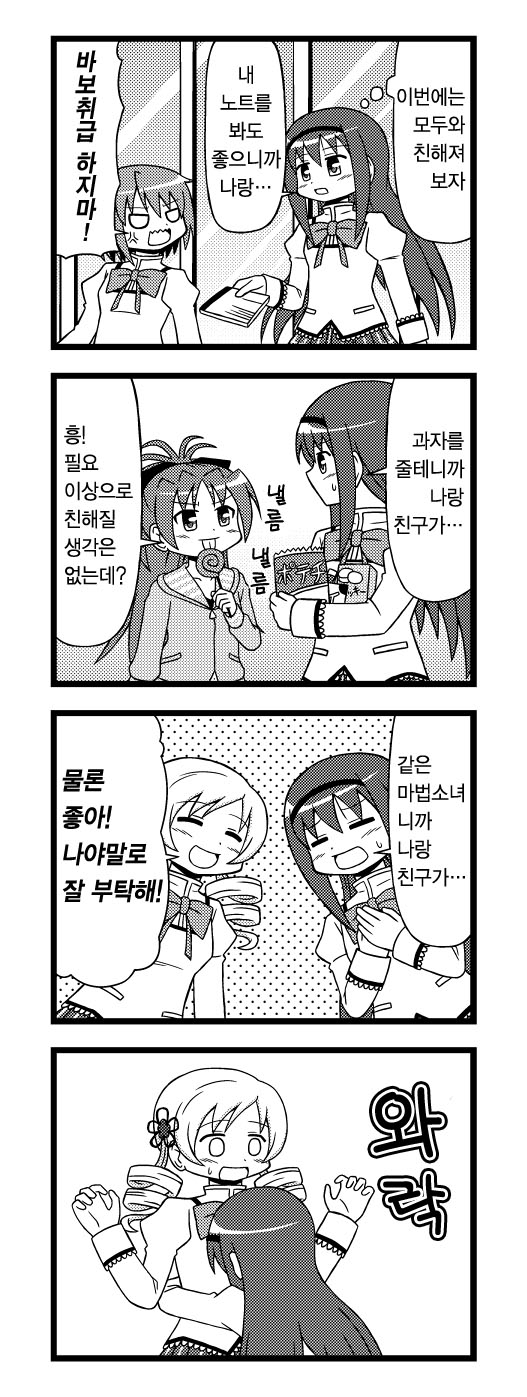 이번에는
모두와
친해져
보자
내
노트를
봐도
좋으니까
나랑…
바보취급 하지마!
과자를
줄테니까
나랑
친구가…
낼름
낼름
ポテチ
흥!
필요
이상으로
친해질
생각은
없는데?
같은
마법소녀
니까
나랑
친구가…
물론
좋아!
나야말로
잘 부탁해!
와락